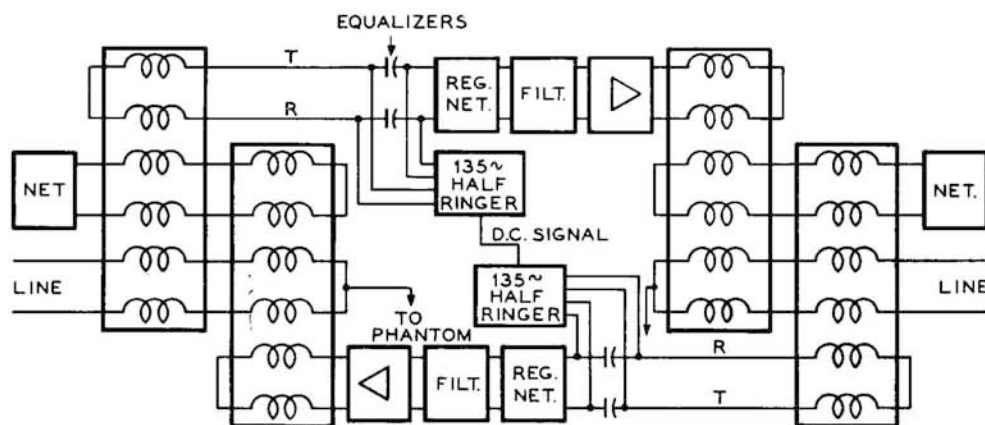 EQUALIZERS
T
R
REG.
NET.
FILT.
NET
135~
HALF
RINGER
NET.
D.C. SIGNAL
LINE
135~
HALF
RINGER
LINE
TO
PHANTOM
R
FILT.
REG.
NET.
T